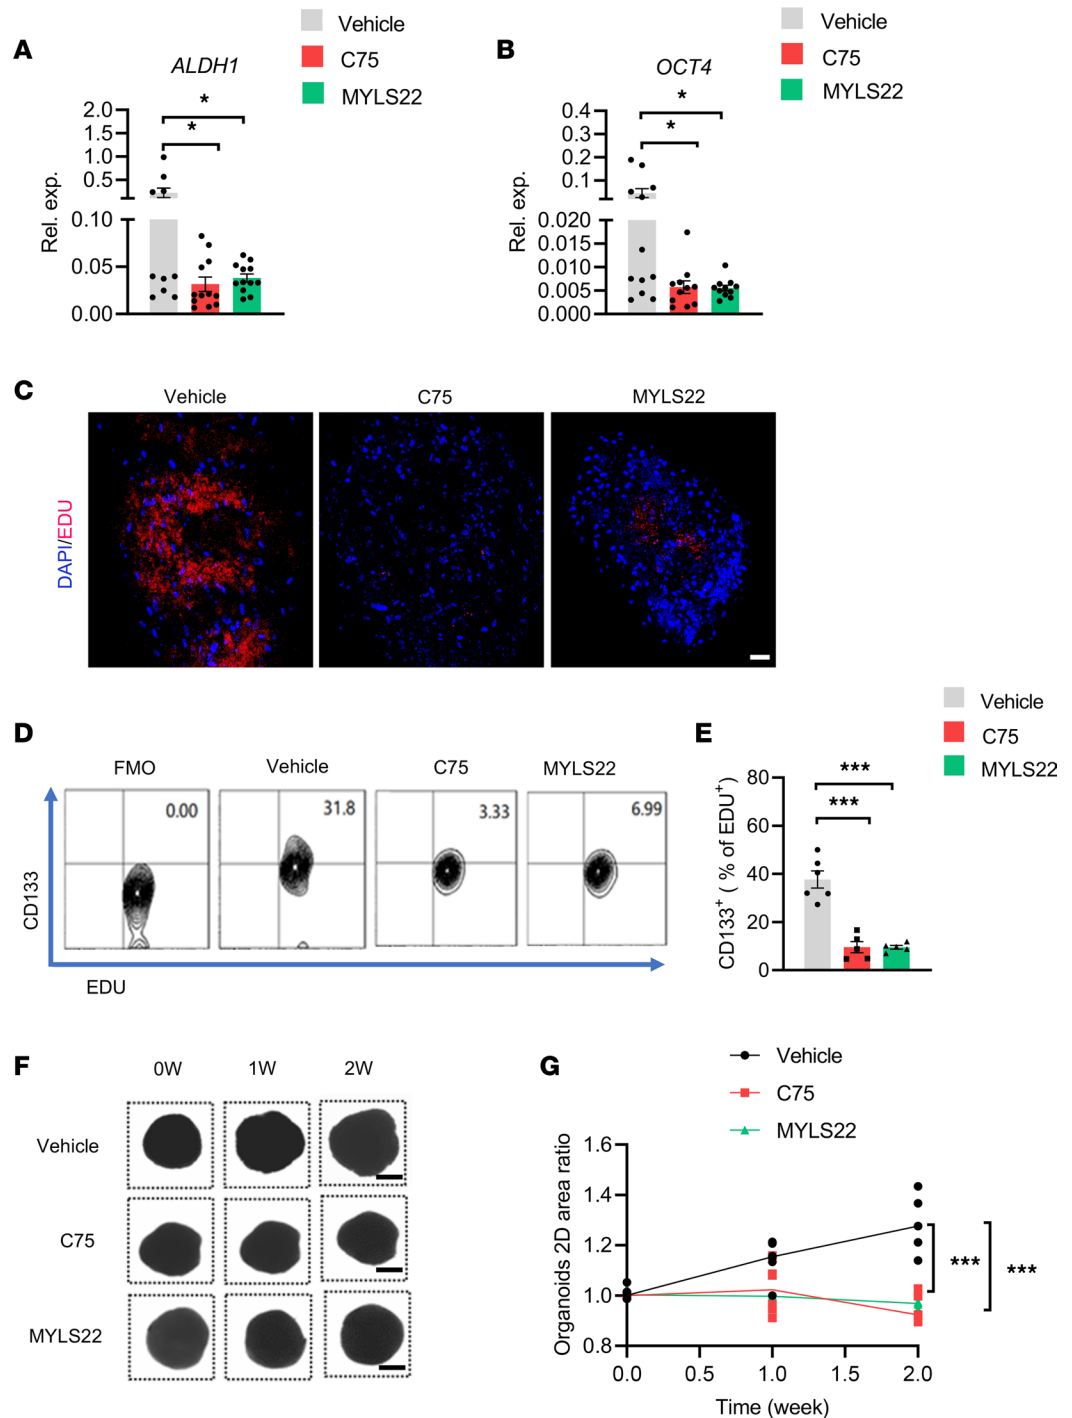 A
ALDH1
Vehicle
C75
MYLS22
*
*
2.0
1.5
1.0
0.5
0.10
0.05
0.00
Rel. exp.
B
OCT4
Vehicle
C75
MYLS22
*
*
0.4
0.3
0.2
0.1
0.020
0.015
0.010
0.005
0.000
Rel. exp.
C
Vehicle
C75
MYLS22
DAPI/EDU
D
FMO
Vehicle
C75
MYLS22
0.00
31.8
3.33
6.99
CD133
EDU
E
Vehicle
C75
MYLS22
***
***
80
60
40
20
0
CD133+ ( % of EDU+)
F
0W
1W
2W
Vehicle
C75
MYLS22
G
Vehicle
C75
MYLS22
1.6
1.4
1.2
1.0
0.8
Organoids 2D area ratio
***
***
0.0
0.5
1.0
1.5
2.0
Time (week)